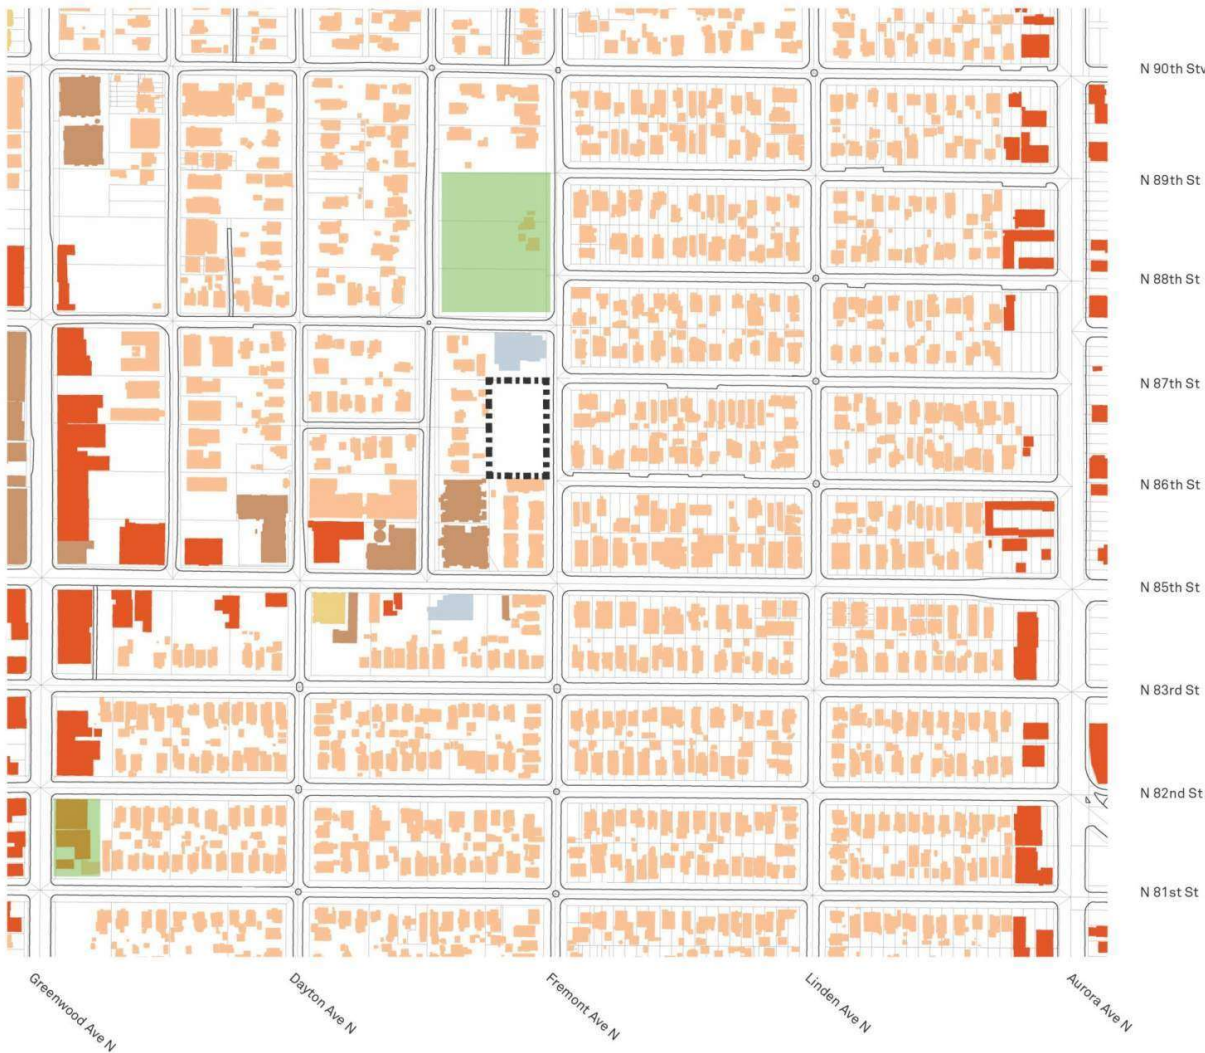 N 90th St
N 89th St
N 88th St
N 87th St
N 86th St
N 85th St
N 83rd St
N 82nd St
N 81st St
Greenwood Ave N
Dayton Ave N
Fremont Ave N
Linden Ave N
Aurora Ave N